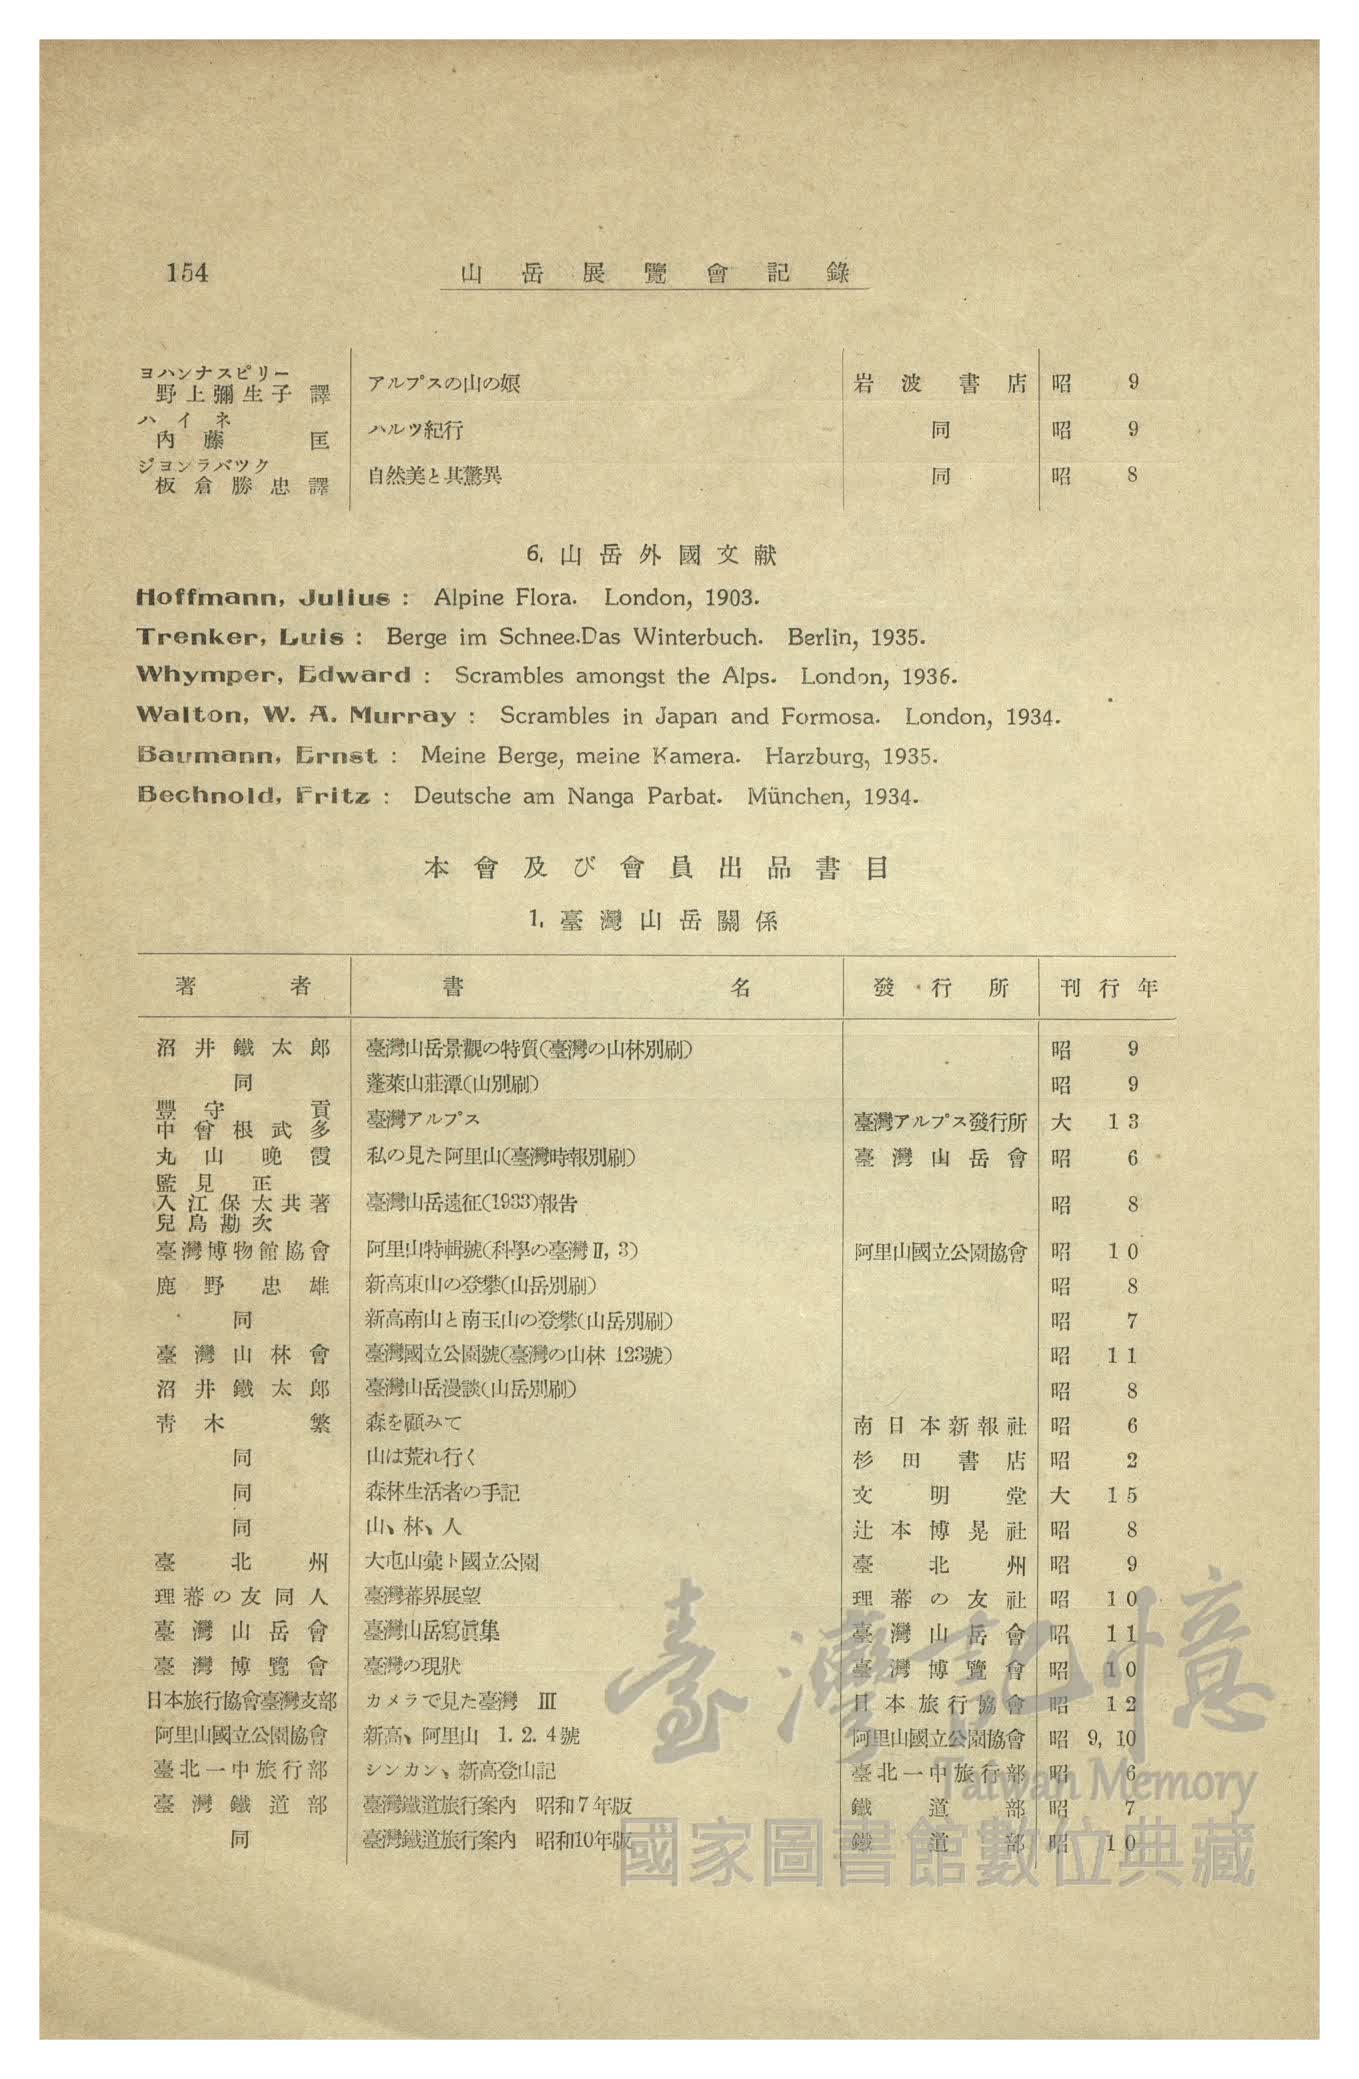 154
山岳展覽會記錄
ヨハンナスピリー
野上彌生子譯 アルプスの山の娘 岩波書店 昭 9
ハイネ
內藤匡 ハルツ紀行 同 昭 9
ジヨンラバツク
板倉勝忠譯 自然美と其驚異 同 昭 8
6. 山岳外國文献
Hoffmann, Julius : Alpine Flora. London, 1903.
Trenker, Luis : Berge im Schnee.Das Winterbuch. Berlin, 1935.
Whymper, Edward : Scrambles amongst the Alps. London, 1936.
Walton, W. A. Murray : Scrambles in Japan and Formosa. London, 1934.
Baumann, Ernst : Meine Berge, meine Kamera. Harzburg, 1935.
Bechnold, Fritz : Deutsche am Nanga Parbat. München, 1934.
本會及び會員出品書目
1. 臺灣山岳關係
著者 書名 發行所 刊行年
沼井鐵太郎 臺灣山岳景觀の特質(臺灣の山林別刷) 昭 9
同 蓬萊山莊潭(山別刷) 昭 9
豐守貢
中曾根武多 臺灣アルプス 臺灣アルプス發行所 大 13
丸山晚霞 私の見た阿里山(臺灣時報別刷) 臺灣山岳會 昭 6
監見正
入江保太共著 臺灣山岳遠征(1933)報告 昭 8
兒島勘次
臺灣博物館協會 阿里山特輯號(科學の臺灣Ⅱ, 3) 阿里山國立公園協會 昭 10
鹿野忠雄 新高東山の登攀(山岳別刷) 昭 8
同 新高南山と南玉山の登攀(山岳別刷) 昭 7
臺灣山林會 臺灣國立公園號(臺灣の山林 123號) 昭 11
沼井鐵太郎 臺灣山岳漫談(山岳別刷) 昭 8
靑木繁 森を顧みて 南日本新報社 昭 6
同 山は荒れ行く 杉田書店 昭 2
同 森林生活者の手記 文明堂 大 15
同 山、林、人 辻本博晃社 昭 8
臺北州 大屯山彙ト國立公園 臺北州 昭 9
理蕃の友同人 臺灣蕃界展望 理蕃の友社 昭 10
臺灣山岳會 臺灣山岳寫眞集 臺灣山岳會 昭 11
臺灣博覽會 臺灣の現狀 臺灣博覽會 昭 10
日本旅行協會臺灣支部 カメラで見た臺灣 Ⅲ 日本旅行協會 昭 12
阿里山國立公園協會 新高、阿里山 1. 2. 4號 阿里山國立公園協會 昭 9, 10
臺北一中旅行部 シンカン、新高登山記 臺北一中旅行部 昭 6
臺灣鐵道部 臺灣鐵道旅行案內 昭和7年版 鐵道部 昭 7
同 臺灣鐵道旅行案內 昭和10年版 鐵道部 昭 10
臺灣記憶
Taiwan Memory
國家圖書館數位典藏